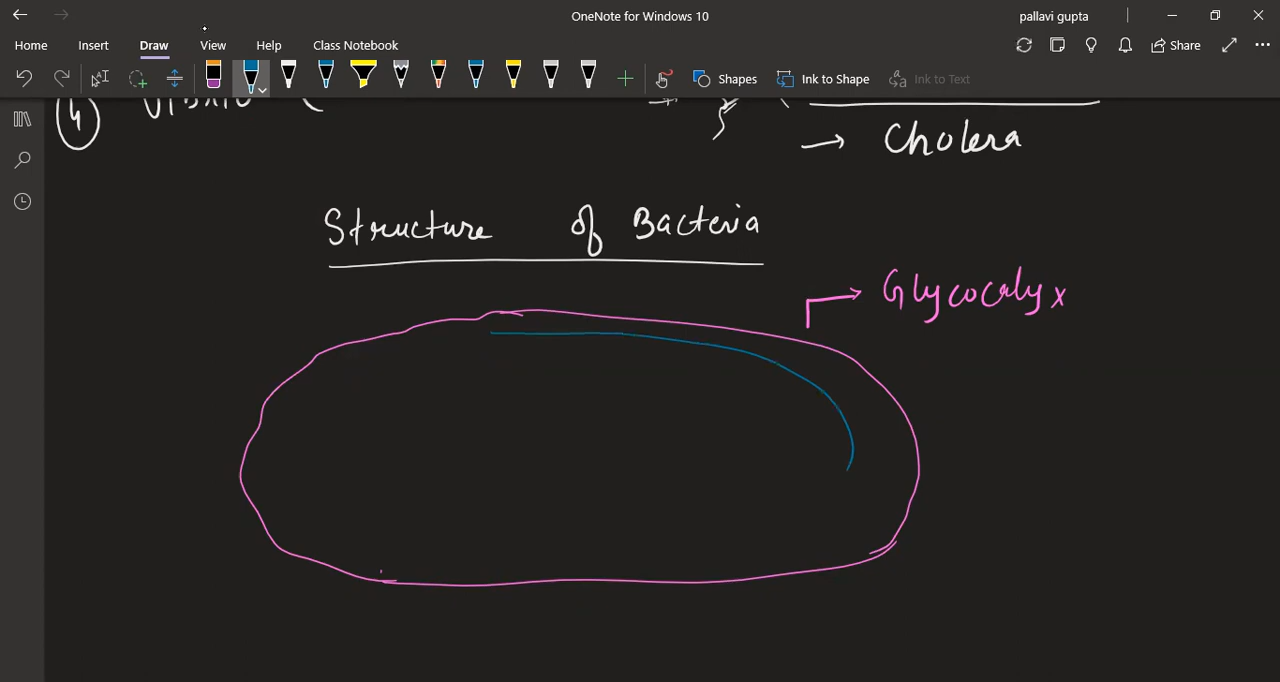 OneNote for Windows 10
pallavi gupta
Home Insert Draw View Help Class Notebook
Share
Shapes Ink to Shape Ink to Text
4
Cholera
Structure of Bacteria
Glycocalyx